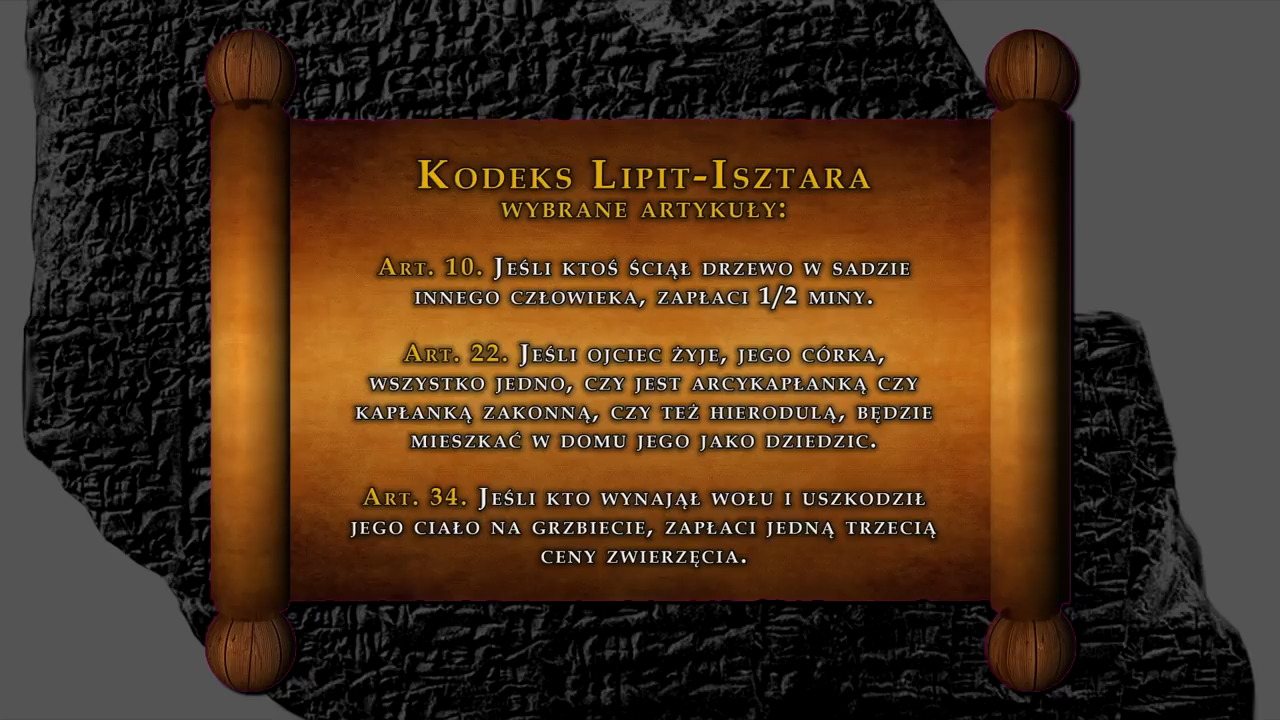 Kodeks Lipit-Isztara
wybrane artykuły:
Art. 10. Jeśli ktoś ściął drzewo w sadzie
innego człowieka, zapłaci 1/2 miny.
Art. 22. Jeśli ojciec żyje, jego córka,
wszystko jedno, czy jest arcykapłanką czy
kapłanką zakonną, czy też hierodulą, będzie
mieszkać w domu jego jako dziedzic.
Art. 34. Jeśli kto wynajął wołu i uszkodził
jego ciało na grzbiecie, zapłaci jedną trzecią
ceny zwierzęcia.